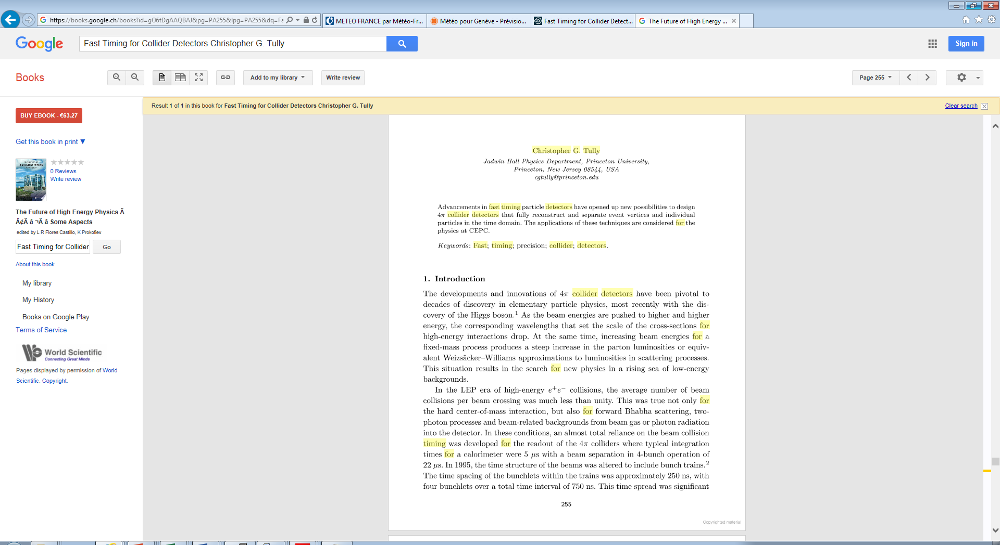 https://books.google.ch/books?id=gO6tDgAAQBAJ&pg=PA255&lpg=PA255&dq=Fa
METEO FRANCE par Météo-Fr...
Météo pour Genève - Prévisio...
Fast Timing for Collider Detect...
The Future of High Energy ...
Google
Fast Timing for Collider Detectors Christopher G. Tully
Sign in
Books
Add to my library
Write review
Page 255
BUY EBOOK - €63.27
Result 1 of 1 in this book for Fast Timing for Collider Detectors Christopher G. Tully
Clear search
Get this book in print ▼
THE FUTURE OF
HIGH ENERGY PHYSICS
0 Reviews
Write review
The Future of High Energy Physics Ã
Â¢Ã â ¬Ã â Some Aspects
edited by L R Flores Castillo, K Prokofiev
Fast Timing for Collider
Go
About this book
My library
My History
Books on Google Play
Terms of Service
World Scientific
Connecting Great Minds
Pages displayed by permission of World
Scientific. Copyright.
Christopher G. Tully
Jadwin Hall Physics Department, Princeton University,
Princeton, New Jersey 08544, USA
cgtully@princeton.edu
Advancements in fast timing particle detectors have opened up new possibilities to design
4π collider detectors that fully reconstruct and separate event vertices and individual
particles in the time domain. The applications of these techniques are considered for the
physics at CEPC.
Keywords: Fast; timing; precision; collider; detectors.
1. Introduction
The developments and innovations of 4π collider detectors have been pivotal to
decades of discovery in elementary particle physics, most recently with the dis-
covery of the Higgs boson.¹ As the beam energies are pushed to higher and higher
energy, the corresponding wavelengths that set the scale of the cross-sections for
high-energy interactions drop. At the same time, increasing beam energies for a
fixed-mass process produces a steep increase in the parton luminosities or equiv-
alent Weizsäcker–Williams approximations to luminosities in scattering processes.
This situation results in the search for new physics in a rising sea of low-energy
backgrounds.
In the LEP era of high-energy e⁺e⁻ collisions, the average number of beam
collisions per beam crossing was much less than unity. This was true not only for
the hard center-of-mass interaction, but also for forward Bhabha scattering, two-
photon processes and beam-related backgrounds from beam gas or photon radiation
into the detector. In these conditions, an almost total reliance on the beam collision
timing was developed for the readout of the 4π colliders where typical integration
times for a calorimeter were 5 μs with a beam separation in 4-bunch operation of
22 μs. In 1995, the time structure of the beams was altered to include bunch trains.²
The time spacing of the bunchlets within the trains was approximately 250 ns, with
four bunchlets over a total time interval of 750 ns. This time spread was significant
255
Copyrighted material